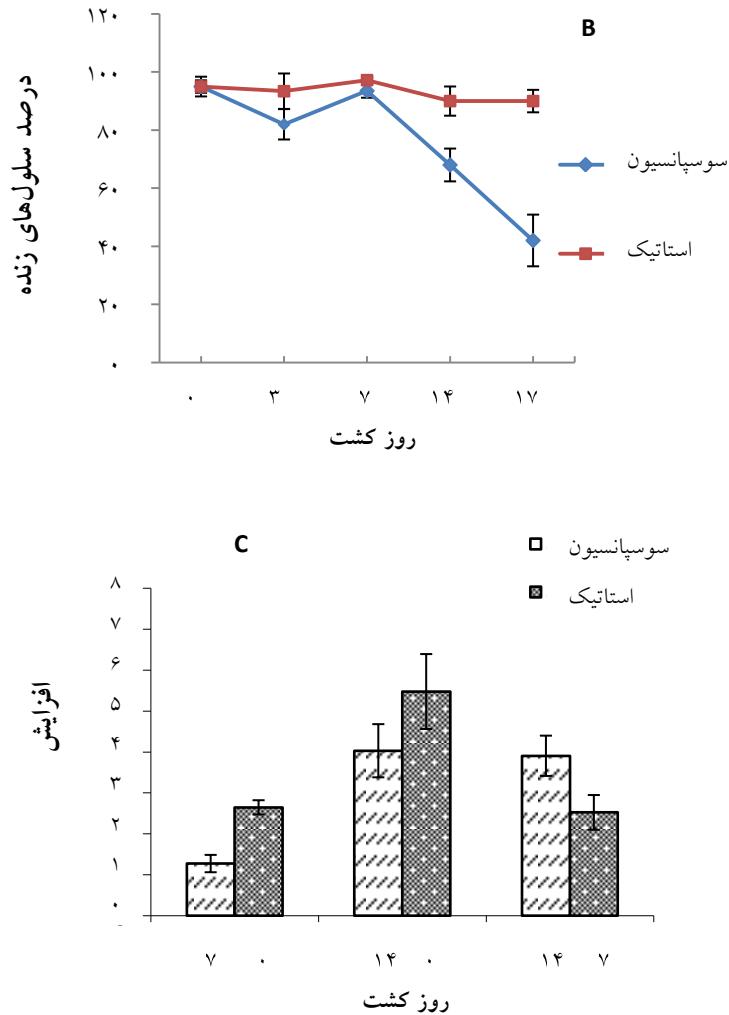 B
۱۲۰
۱۰۰
۸۰
۶۰
۴۰
۲۰
۰
درصد سلول‌های زنده
سوسپانسیون
استاتیک
۰ ۳ ۷ ۱۴ ۱۷
روز کشت
C
سوسپانسیون
استاتیک
۸
۷
۶
۵
۴
۳
۲
۱
۰
افزایش
۷ ۰ ۱۴ ۰ ۱۴ ۷
روز کشت